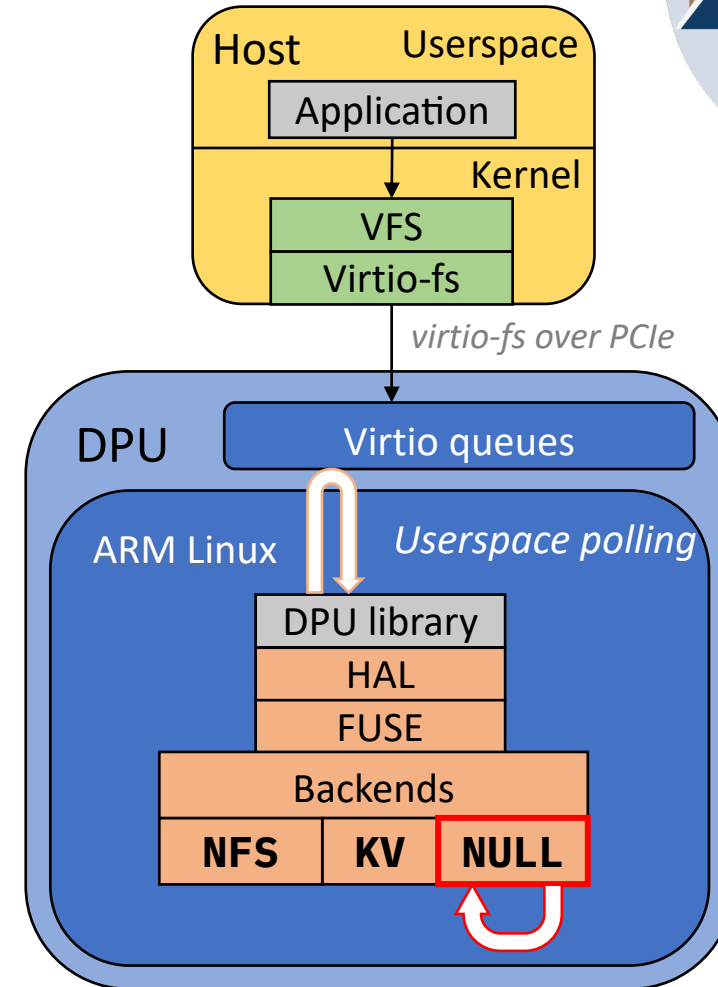 Host Userspace
Application
Kernel
VFS
Virtio-fs
virtio-fs over PCIe
DPU
Virtio queues
ARM Linux
Userspace polling
DPU library
HAL
FUSE
Backends
NFS KV NULL